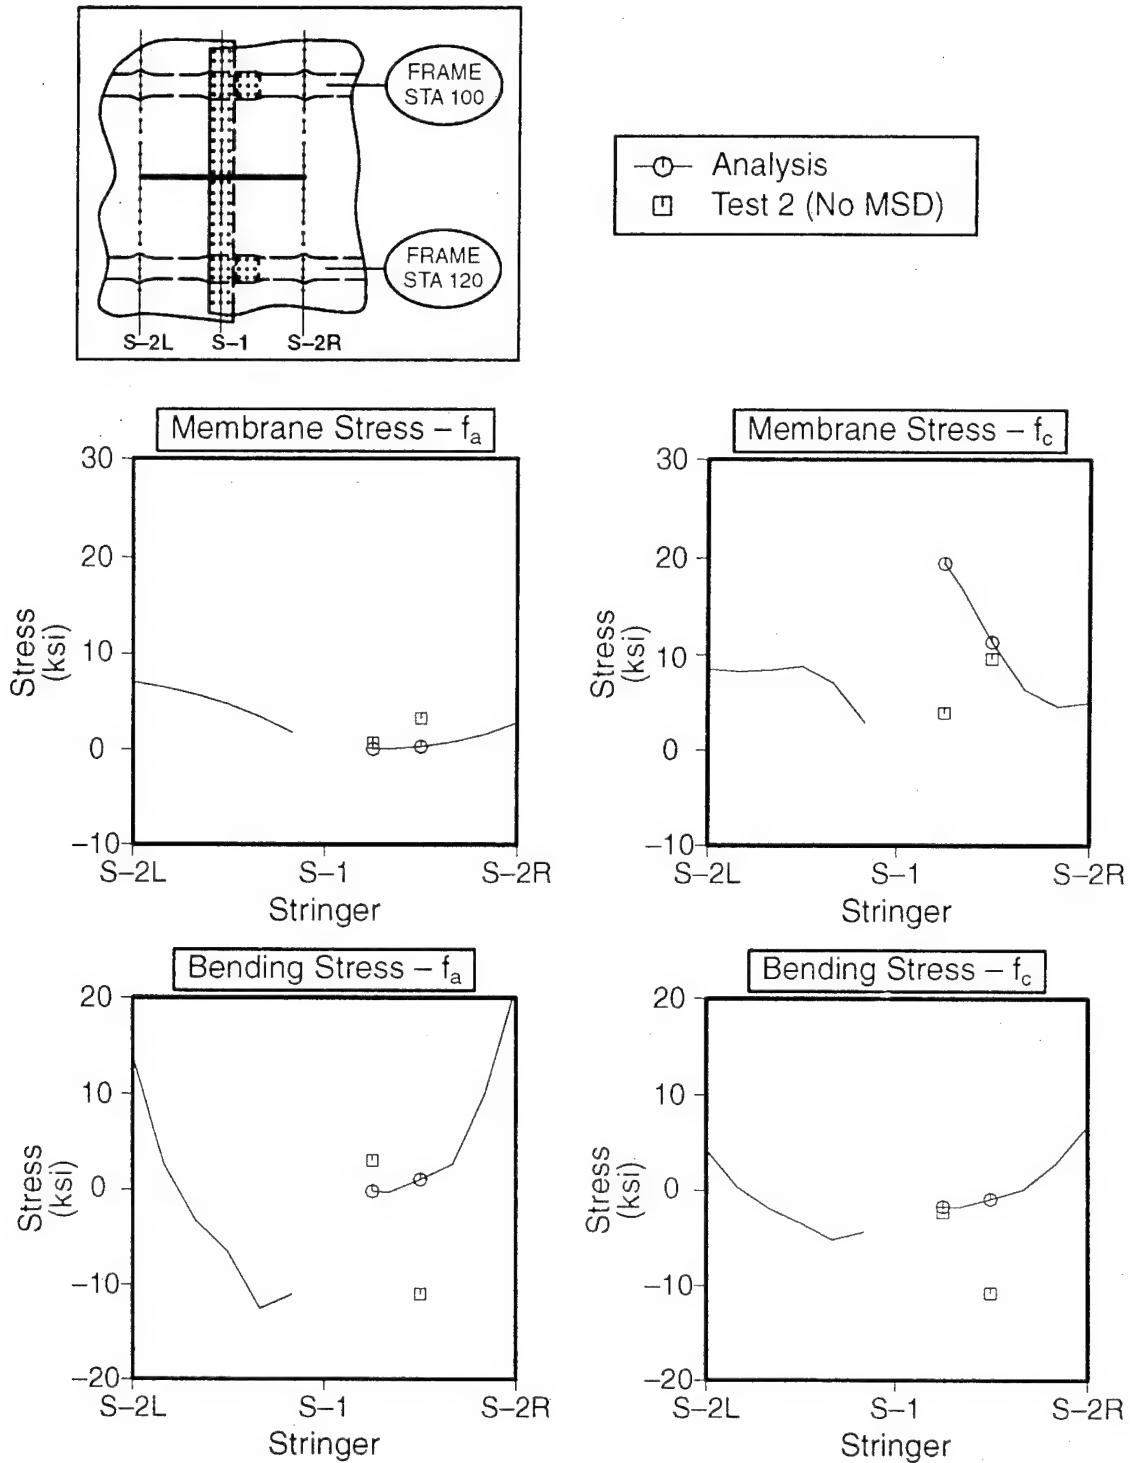 FRAME
STA 100
FRAME
STA 120
S–2L S–1 S–2R
Analysis
Test 2 (No MSD)
Membrane Stress – fa
30
20
10
0
–10
Stress
(ksi)
S–2L S–1 S–2R
Stringer
Membrane Stress – fc
30
20
10
0
–10
Stress
(ksi)
S–2L S–1 S–2R
Stringer
Bending Stress – fa
20
10
0
–10
–20
Stress
(ksi)
S–2L S–1 S–2R
Stringer
Bending Stress – fc
20
10
0
–10
–20
Stress
(ksi)
S–2L S–1 S–2R
Stringer